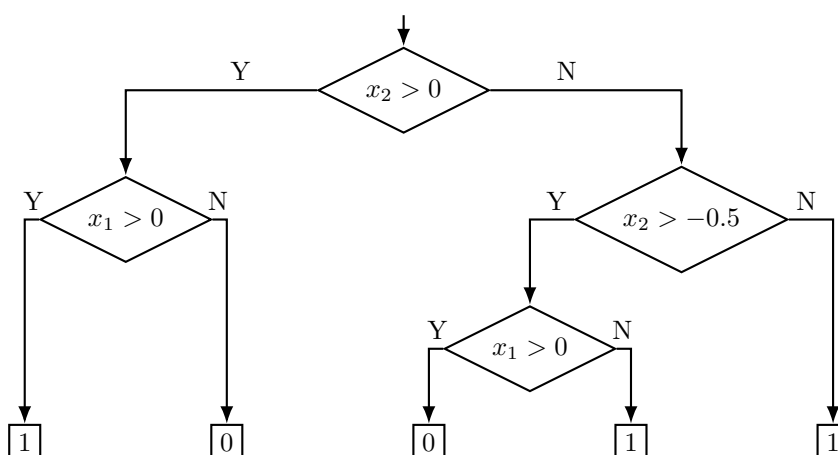 Y N
x₂ > 0
Y N Y N
x₁ > 0 x₂ > −0.5
Y N
x₁ > 0
1 0 0 1 1